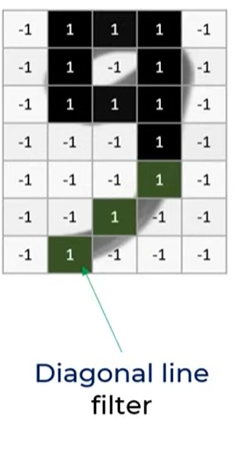 -1 1 1 1 -1
-1 1 -1 1 -1
-1 1 1 1 -1
-1 -1 -1 1 -1
-1 -1 -1 1 -1
-1 -1 1 -1 -1
-1 1 -1 -1 -1
Diagonal line
filter